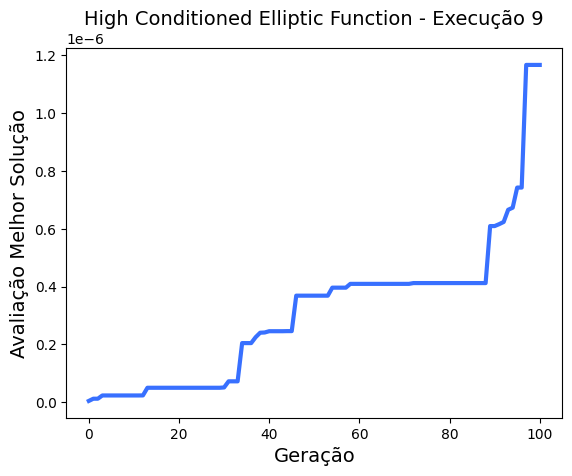 High Conditioned Elliptic Function - Execução 9
1e−6
1.2
1.0
0.8
0.6
0.4
0.2
0.0
Avaliação Melhor Solução
0 20 40 60 80 100
Geração